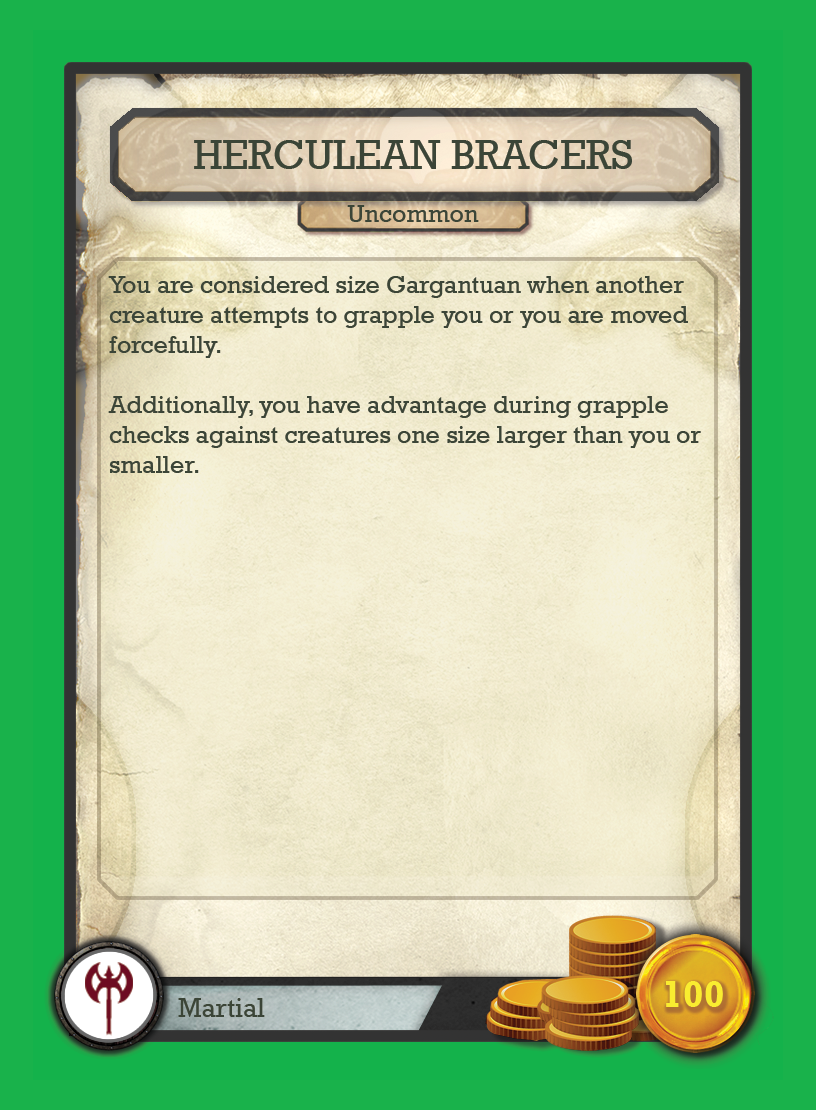 HERCULEAN BRACERS
Uncommon
You are considered size Gargantuan when another
creature attempts to grapple you or you are moved
forcefully.
Additionally, you have advantage during grapple
checks against creatures one size larger than you or
smaller.
Martial
100